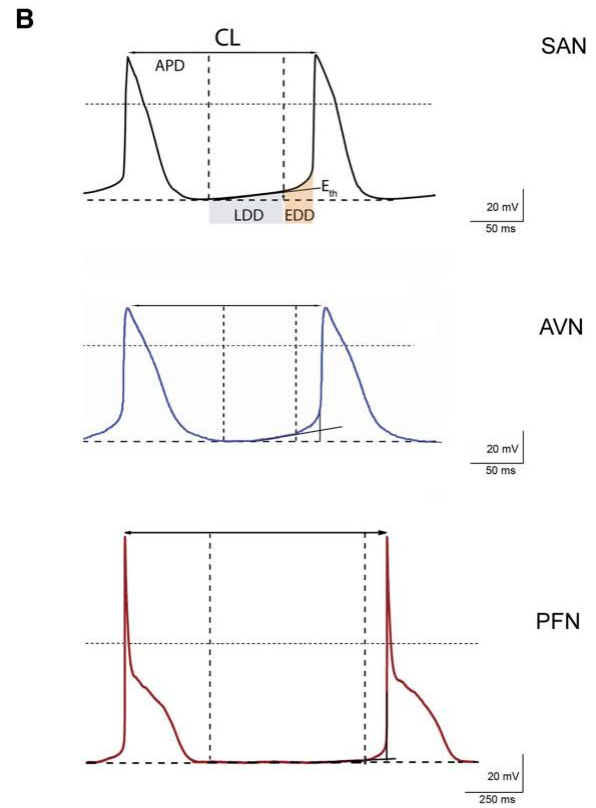 B
CL
SAN
APD
Eth
LDD EDD
20 mV
50 ms
AVN
20 mV
50 ms
PFN
20 mV
250 ms